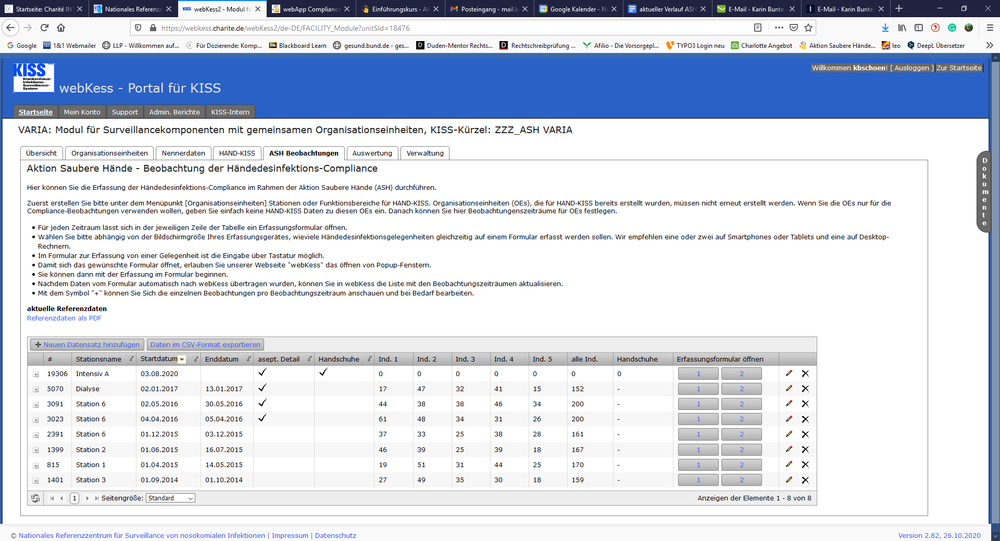 Startseite: Charité INT
Nationales Referenzz
webKess2 - Modul fü
webApp Compliance
Einführungskurs - Ak
Posteingang - mail.k
Google Kalender - No
aktueller Verlauf ASH
E-Mail - Karin Bunte
E-Mail - Karin Bunte-
https://webkess.charite.de/webKess2/de-DE/FACILITY_Module?unitSId=18476
Google
1&1 Webmailer
LLP - Willkommen auf...
Für Dozierende: Komp...
Blackboard Learn
gesund.bund.de - ges...
Duden-Mentor Rechts...
Rechtschreibprüfung ...
Afilio - Die Vorsorgepl...
TYPO3 Login neu
Charlotte Angebot
Aktion Saubere Hände...
leo
DeepL Übersetzer
KISS
Krankenhaus-
Infektions-
Surveillance-
System
webKess - Portal für KISS
Willkommen kbschoen! [ Ausloggen ] Zur Startseite
Startseite Mein Konto Support Admin. Berichte KISS-Intern
VARIA: Modul für Surveillancekomponenten mit gemeinsamen Organisationseinheiten, KISS-Kürzel: ZZZ_ASH VARIA
Übersicht Organisationseinheiten Nennerdaten HAND-KISS ASH Beobachtungen Auswertung Verwaltung
Dokumente
Aktion Saubere Hände - Beobachtung der Händedesinfektions-Compliance
Hier können Sie die Erfassung der Händedesinfektions-Compliance im Rahmen der Aktion Saubere Hände (ASH) durchführen.
Zuerst erstellen Sie bitte unter dem Menüpunkt [Organisationseinheiten] Stationen oder Funktionsbereiche für HAND-KISS. Organisationseinheiten (OEs), die für HAND-KISS bereits erstellt wurden, müssen nicht erneut erstellt werden. Wenn Sie die OEs nur für die
Compliance-Beobachtungen verwenden wollen, geben Sie einfach keine HAND-KISS Daten zu diesen OEs ein. Danach können Sie hier Beobachtungenszeiträume für OEs festlegen.
• Für jeden Zeitraum lässt sich in der jeweiligen Zeile der Tabelle ein Erfassungsformular öffnen.
• Wählen Sie bitte abhängig von der Bildschirmgröße Ihres Erfassungsgerätes, wieviele Händedesinfektionsgelegenheiten gleichzeitig auf einem Formular erfasst werden sollen. Wir empfehlen eine oder zwei auf Smartphones oder Tablets und eine auf Desktop-
Rechnern.
• Im Formular zur Erfassung von einer Gelegenheit ist die Eingabe über Tastatur möglich.
• Damit sich das gewünschte Formular öffnet, erlauben Sie unserer Webseite "webKess" das öffnen von Popup-Fenstern.
• Sie können dann mit der Erfassung im Formular beginnen.
• Nachdem Daten vom Formular automatisch nach webKess übertragen wurden, können Sie in webKess die Liste mit den Beobachtungszeiträumen aktualisieren.
• Mit dem Symbol "+" können Sie Sich die einzelnen Beobachtungen pro Beobachtungszeitraum anschauen und bei Bedarf bearbeiten.
aktuelle Referenzdaten
Referenzdaten als PDF
Neuen Datensatz hinzufügen Daten im CSV-Format exportieren
# Stationsname Startdatum Enddatum asept. Detail Handschuhe Ind. 1 Ind. 2 Ind. 3 Ind. 4 Ind. 5 alle Ind. Handschuhe Erfassungsformular öffnen
19306 Intensiv A 03.08.2020 ✓ ✓ 0 0 0 0 0 0 0 1 2
5070 Dialyse 02.01.2017 13.01.2017 ✓ 17 47 32 41 15 152 - 1 2
3091 Station 6 02.05.2016 30.05.2016 ✓ 44 38 38 46 34 200 - 1 2
3023 Station 6 04.04.2016 05.04.2016 ✓ 61 48 34 31 26 200 - 1 2
2391 Station 6 01.12.2015 03.12.2015 37 33 25 38 28 161 - 1 2
1399 Station 2 01.06.2015 16.07.2015 46 39 25 39 18 167 - 1 2
815 Station 1 01.04.2015 14.05.2015 19 51 31 44 25 170 - 1 2
1401 Station 3 01.09.2014 01.10.2014 27 49 35 30 18 159 - 1 2
1 Seitengröße: Standard Anzeigen der Elemente 1 - 8 von 8
© Nationales Referenzzentrum für Surveillance von nosokomialen Infektionen | Impressum | Datenschutz
Version 2.82, 26.10.2020